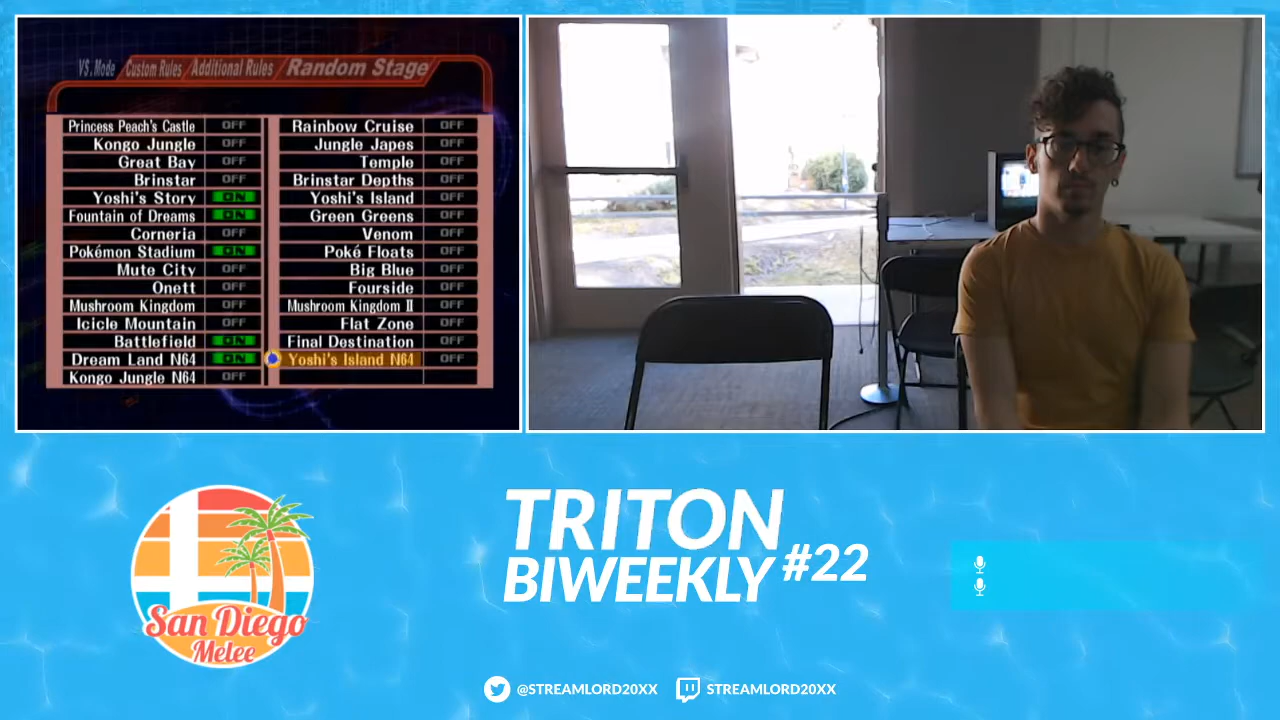 VS. Mode Custom Rules Additional Rules Random Stage
Princess Peach's Castle OFF Rainbow Cruise OFF
Kongo Jungle OFF Jungle Japes OFF
Great Bay OFF Temple OFF
Brinstar OFF Brinstar Depths OFF
Yoshi's Story ON Yoshi's Island OFF
Fountain of Dreams ON Green Greens OFF
Corneria OFF Venom OFF
Pokémon Stadium ON Poké Floats OFF
Mute City OFF Big Blue OFF
Onett OFF Fourside OFF
Mushroom Kingdom OFF Mushroom Kingdom II OFF
Icicle Mountain OFF Flat Zone OFF
Battlefield ON Final Destination OFF
Dream Land N64 ON Yoshi's Island N64 OFF
Kongo Jungle N64 OFF
San Diego
Melee
TRITON
BIWEEKLY #22
@STREAMLORD20XX STREAMLORD20XX